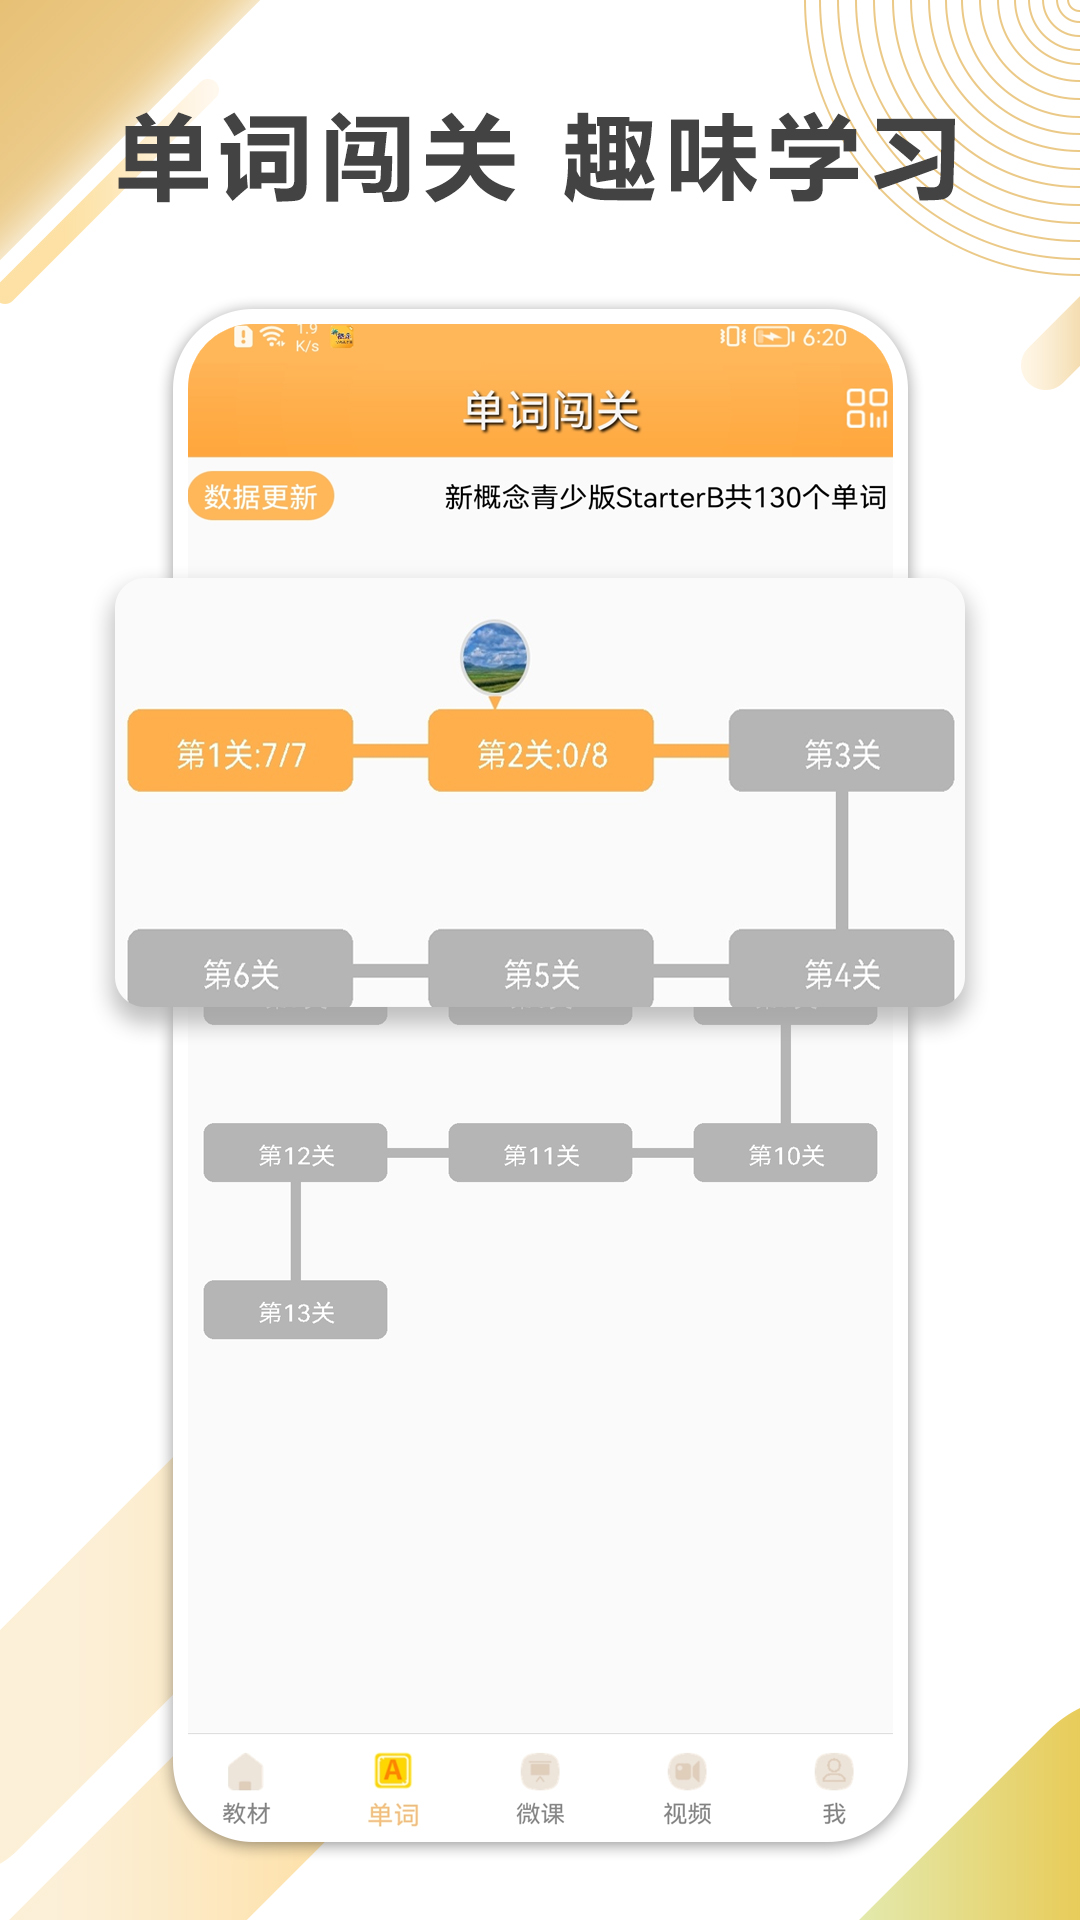 单词闯关 趣味学习
1.9
K/s
6:20
单词闯关
数据更新
新概念青少版StarterB共130个单词
第1关:7/7
第2关:0/8
第3关
第6关
第5关
第4关
第12关
第11关
第10关
第13关
教材
单词
微课
视频
我